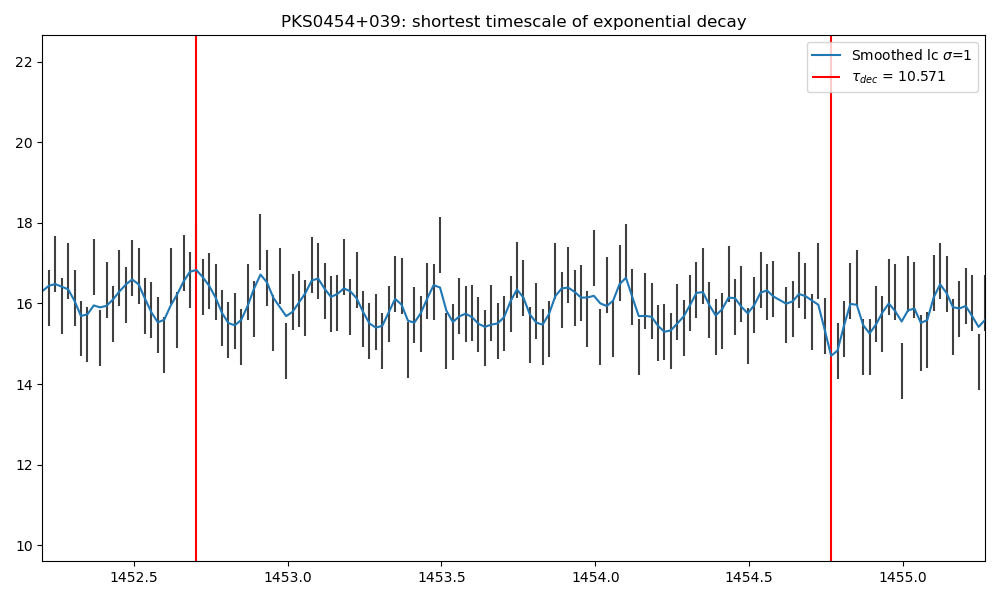 PKS0454+039: shortest timescale of exponential decay
Smoothed lc σ=1
τ_dec = 10.571
22
20
18
16
14
12
10
1452.5 1453.0 1453.5 1454.0 1454.5 1455.0